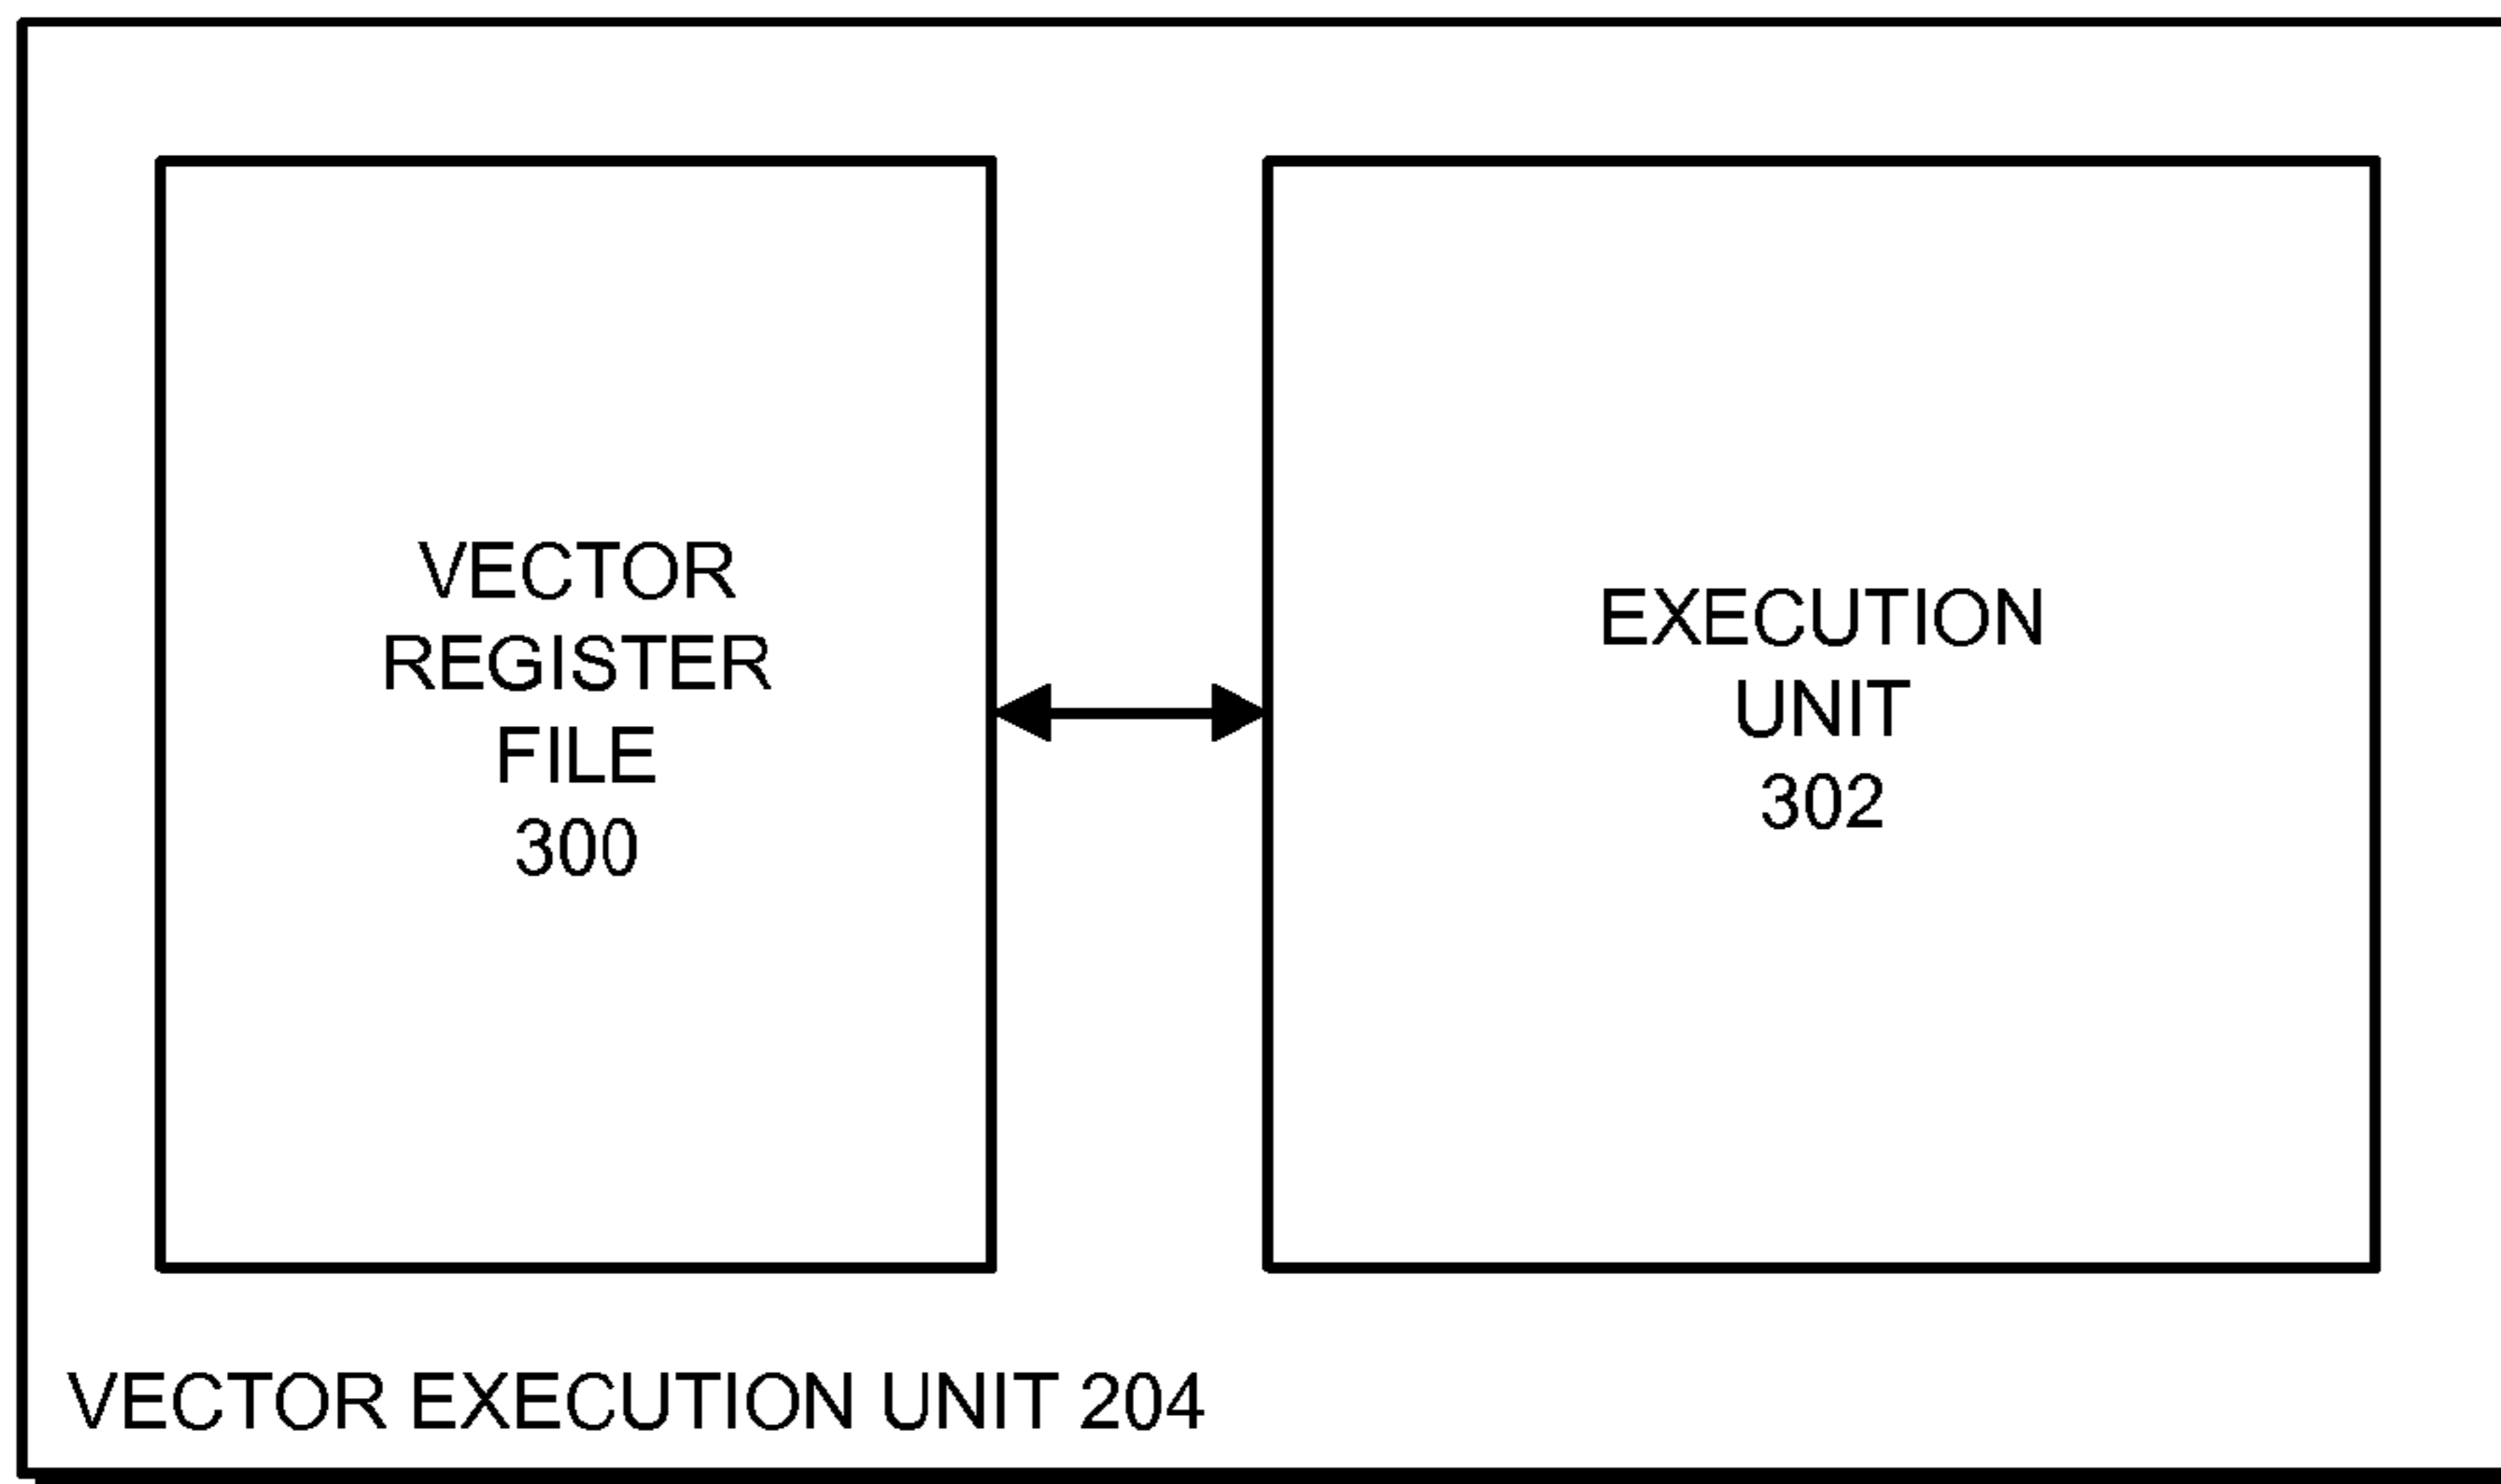 VECTOR
REGISTER
FILE
300
EXECUTION
UNIT
302
VECTOR EXECUTION UNIT 204